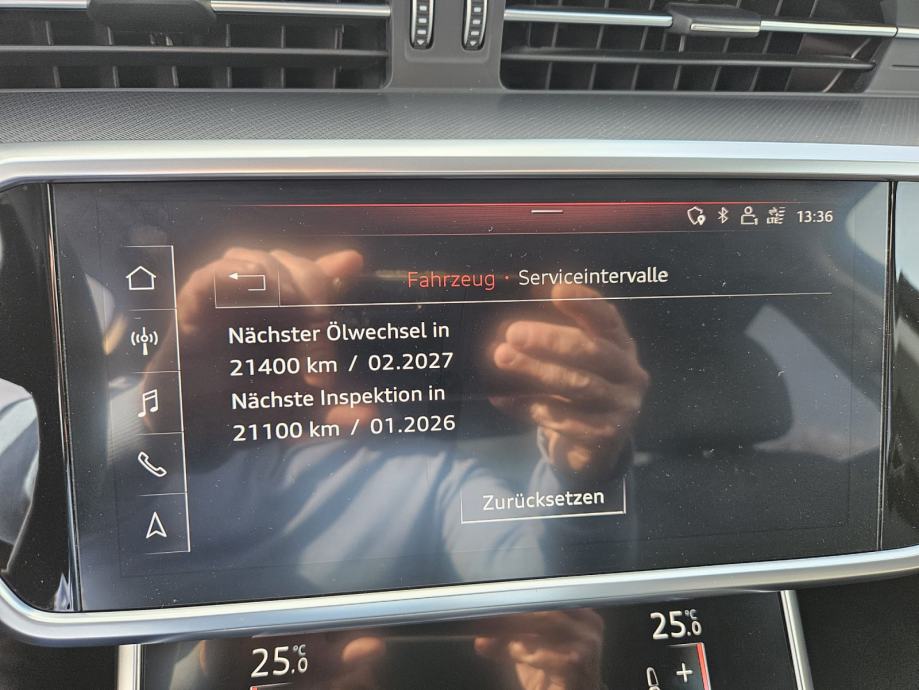 LTE 13:36
Fahrzeug · Serviceintervalle
Nächster Ölwechsel in
21400 km / 02.2027
Nächste Inspektion in
21100 km / 01.2026
Zurücksetzen
25.0 °C
25.0 °C
+